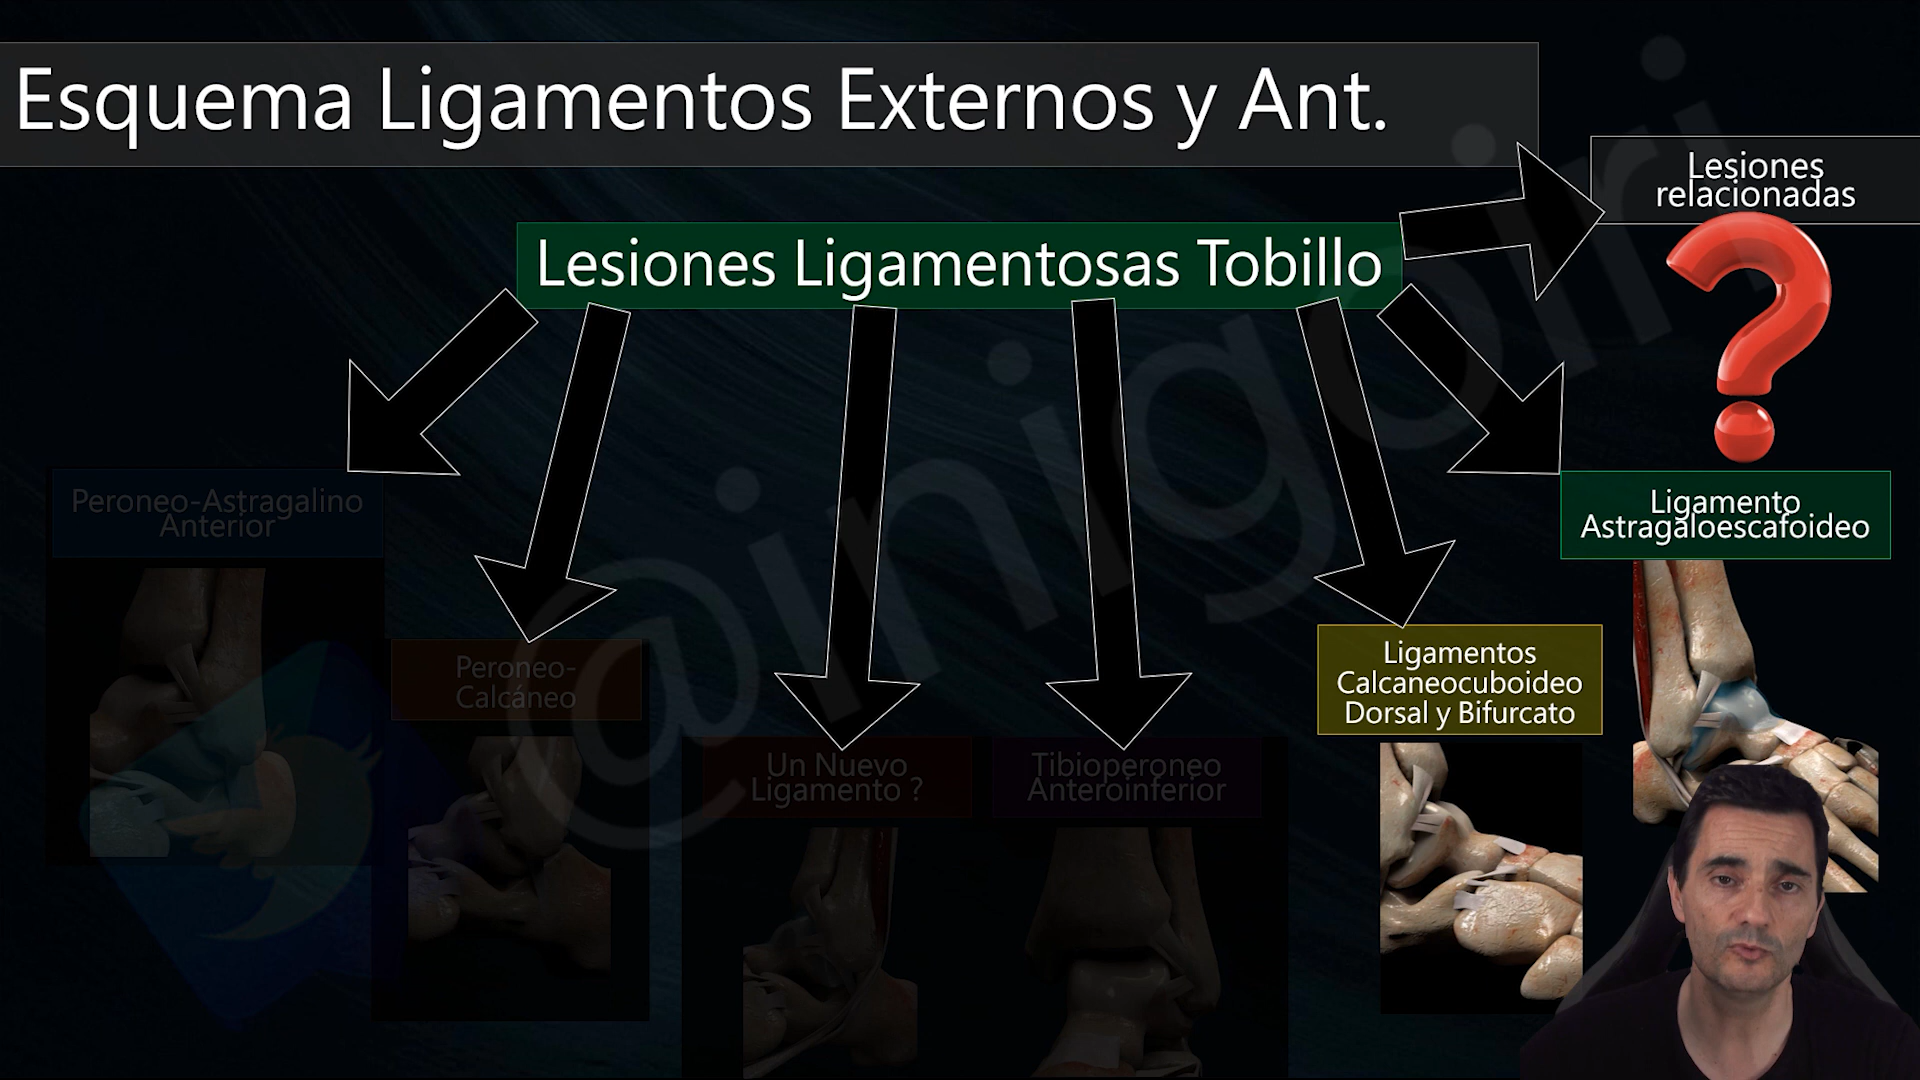 Esquema Ligamentos Externos y Ant.
Lesiones
relacionadas
Lesiones Ligamentosas Tobillo
Peroneo-Astragalino
Anterior
Ligamento
Astragaloescafoideo
Peroneo-
Calcáneo
Ligamentos
Calcaneocuboideo
Dorsal y Bifurcato
Un Nuevo
Ligamento ?
Tibioperoneo
Anteroinferior
@inigoiri